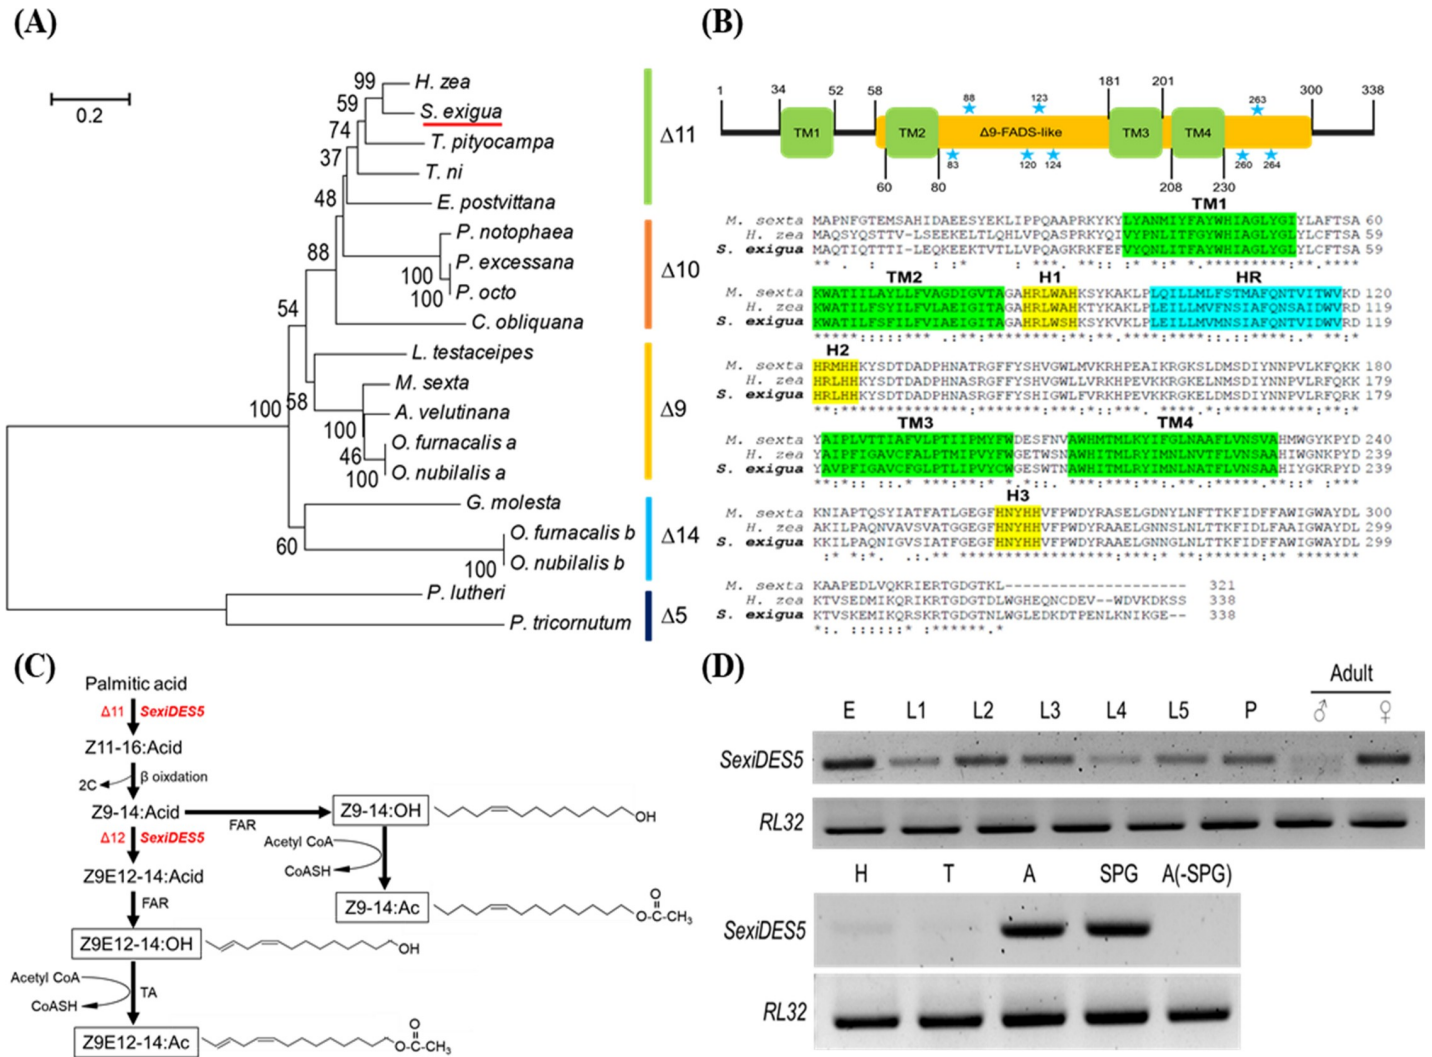 (A)
0.2
99
H. zea
59
S. exigua
74
T. pityocampa
37
T. ni
48
E. postvittana
Δ11
88
P. notophaea
100
P. excessana
100
P. octo
Δ10
54
C. obliquana
L. testaceipes
58
M. sexta
100
A. velutinana
100
O. furnacalis a
46
O. nubilalis a
100
Δ9
G. molesta
60
O. furnacalis b
100
O. nubilalis b
Δ14
P. lutheri
P. tricornutum
Δ5
(B)
1 34 52 58 88 123 181 201 263 300 338
TM1 TM2 Δ9-FADS-like TM3 TM4
60 80 83 120 124 208 230 260 264
TM1
M. sexta MAPNFGTEMSAHIDAEESYEKLIPPQAAPRKYKYLYANMIYFAYWHIAGLYGIYLAFTSA 60
H. zea MAQSYQSTTV-LSEEKELTLQHLVPQASPRKYQIVYPNLITFGYWHIAGLYGLYLCFTSA 59
S. exigua MAQTIQTTTI-LEQKEEKTVTLLVPQAGKRKFEFVYQNLITFAYWHIAGLYGLYLCFTSA 59
TM2 H1 HR
M. sexta KWATIILAYLLFVAGDIGVTAGAHRLWAHKSYKAKLPLQILLMLFSTMAFQNTVITWVKD 120
H. zea KWATILFSYILFVIAEIGITAGAHRLWAHKTYKAKLPLEILLMVFNSIAFQNSAIDWVRD 119
S. exigua KWATILFSFILFVLAEIGITAGAHRLWSHKSYKVKLPLEILLMVMNSIAFQNTVIDWVRD 119
H2
M. sexta HRMHHKYSDTDADPHNATRGFFYSHVGWLMVRKHPEAIKRGKSLDMSDIYNNPVLKFQKK 180
H. zea HRLHHKYSDTDADPHNASRGFFYSHVGWLLVRKHPEVKKRGKELNMSDIYNNPVLRFQKK 179
S. exigua HRLHHKYSDTDADPHNASRGFFYSHIGWLFVRKHPEVKRRGKELDMSDIYNNPVLRFQKK 179
TM3 TM4
M. sexta YAIPLVTTIAFVLPTIIPMYFWDESFNVAWHMTMLKYIFGLNAAFLVNSVAHMWGYKPYD 240
H. zea YAIPFIGAVCFALPTMIPVYFWGETWSNAWHITMLRYIMNLNVTFLVNSAAHIWGNKPYD 239
S. exigua YAVPFIGAVCFGLPTLIPVYCWGESWTNAWHITMLRYIMNLNATFLVNSAAHIYGKRPYD 239
H3
M. sexta KNIAPTQSYIATFATLGEGFHNYHHVFPWDYRAAELGNNYLNFTTKFIDFFAWIGWAYDL 300
H. zea AKILPAQNVAVSVATGGEGFHNYHHVFPWDYRAAELGNNSLNLTTKFIDLFAAIGWAYDL 299
S. exigua KKILPAQNIGVSIATFGEGFHNYHHVFPWDYRAAELGNNGLNLTTKFIDFFAWIGWAYDL 299
M. sexta KAAPEDLVQKRIERTGDGTKL-------------------- 321
H. zea KTVSEDMIKQRIKRTGDGTDLWGHEQNCDEV--WDVKDKSS 338
S. exigua KTVSKEMIKQRSKRTGDGTNLWGLEDKDTPENLKNIKGE-- 338
(C)
Palmitic acid
Δ11 SexiDES5
Z11-16:Acid
2C β oixdation
Z9-14:Acid
FAR
Z9-14:OH
OH
Δ12 SexiDES5
Acetyl CoA
CoASH
Z9E12-14:Acid
FAR
Z9-14:Ac
O
O-C-CH3
Z9E12-14:OH
OH
Acetyl CoA
CoASH
TA
Z9E12-14:Ac
O
O-C-CH3
(D)
Adult
E L1 L2 L3 L4 L5 P ♂ ♀
SexiDES5
RL32
H T A SPG A(-SPG)
SexiDES5
RL32